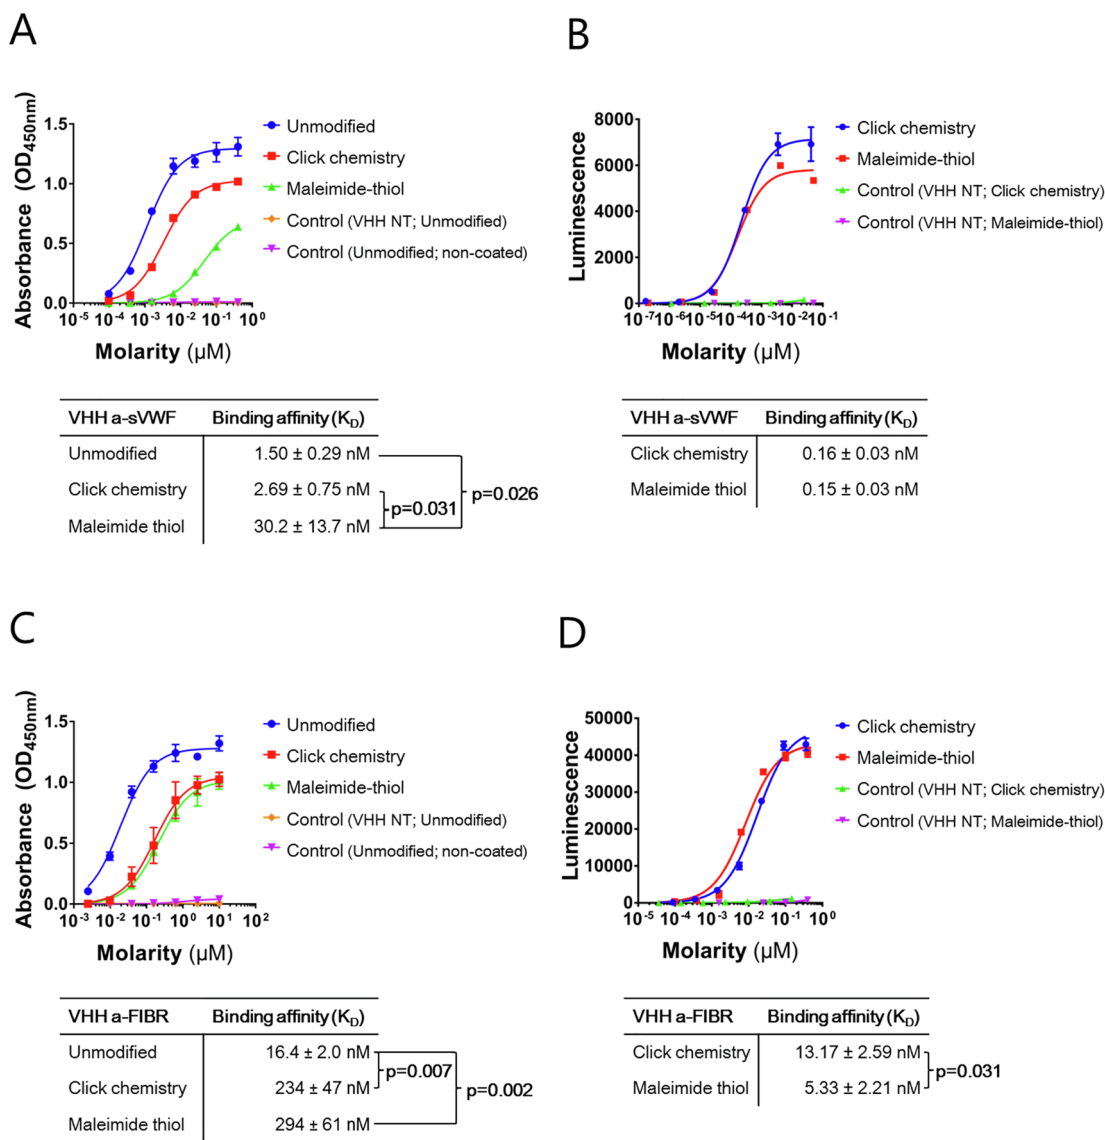 A
B
Absorbance (OD450nm)
1.5
1.0
0.5
0.0
10-5 10-4 10-3 10-2 10-1 100
Molarity (µM)
Unmodified
Click chemistry
Maleimide-thiol
Control (VHH NT; Unmodified)
Control (Unmodified; non-coated)
Luminescence
8000
6000
4000
2000
0
10-7 10-6 10-5 10-4 10-3 10-2 10-1
Molarity (µM)
Click chemistry
Maleimide-thiol
Control (VHH NT; Click chemistry)
Control (VHH NT; Maleimide-thiol)
VHH a-sVWF Binding affinity (KD)
Unmodified 1.50 ± 0.29 nM
Click chemistry 2.69 ± 0.75 nM
Maleimide thiol 30.2 ± 13.7 nM
p=0.031
p=0.026
VHH a-sVWF Binding affinity (KD)
Click chemistry 0.16 ± 0.03 nM
Maleimide thiol 0.15 ± 0.03 nM
C
D
Absorbance (OD450nm)
1.5
1.0
0.5
0.0
10-3 10-2 10-1 100 101 102
Molarity (µM)
Unmodified
Click chemistry
Maleimide-thiol
Control (VHH NT; Unmodified)
Control (Unmodified; non-coated)
Luminescence
50000
40000
30000
20000
10000
0
10-5 10-4 10-3 10-2 10-1 100
Molarity (µM)
Click chemistry
Maleimide-thiol
Control (VHH NT; Click chemistry)
Control (VHH NT; Maleimide-thiol)
VHH a-FIBR Binding affinity (KD)
Unmodified 16.4 ± 2.0 nM
Click chemistry 234 ± 47 nM
Maleimide thiol 294 ± 61 nM
p=0.007
p=0.002
VHH a-FIBR Binding affinity (KD)
Click chemistry 13.17 ± 2.59 nM
Maleimide thiol 5.33 ± 2.21 nM
p=0.031